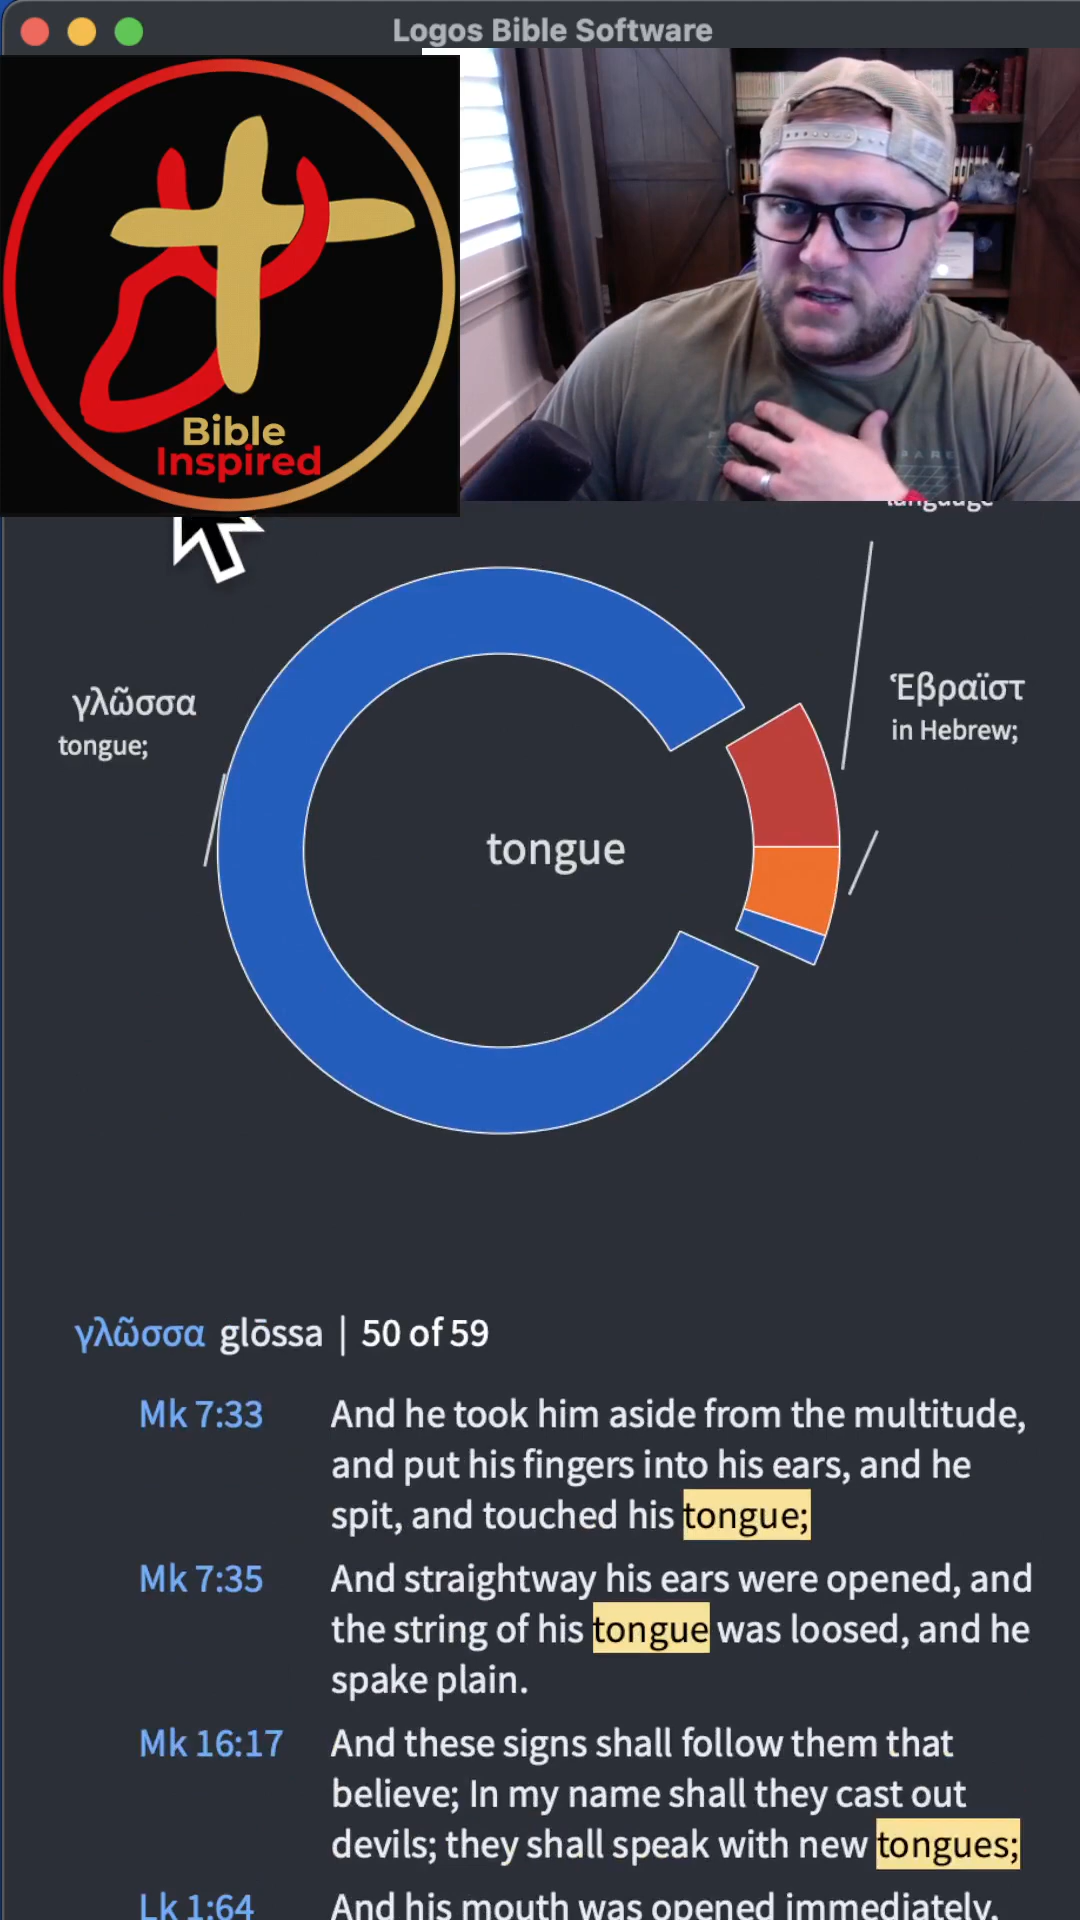 Logos Bible Software
Bible
Inspired
language
γλῶσσα
tongue;
Ἑβραϊστ
in Hebrew;
tongue
γλῶσσα glōssa | 50 of 59
Mk 7:33 And he took him aside from the multitude,
and put his fingers into his ears, and he
spit, and touched his tongue;
Mk 7:35 And straightway his ears were opened, and
the string of his tongue was loosed, and he
spake plain.
Mk 16:17 And these signs shall follow them that
believe; In my name shall they cast out
devils; they shall speak with new tongues;
Lk 1:64 And his mouth was opened immediately,